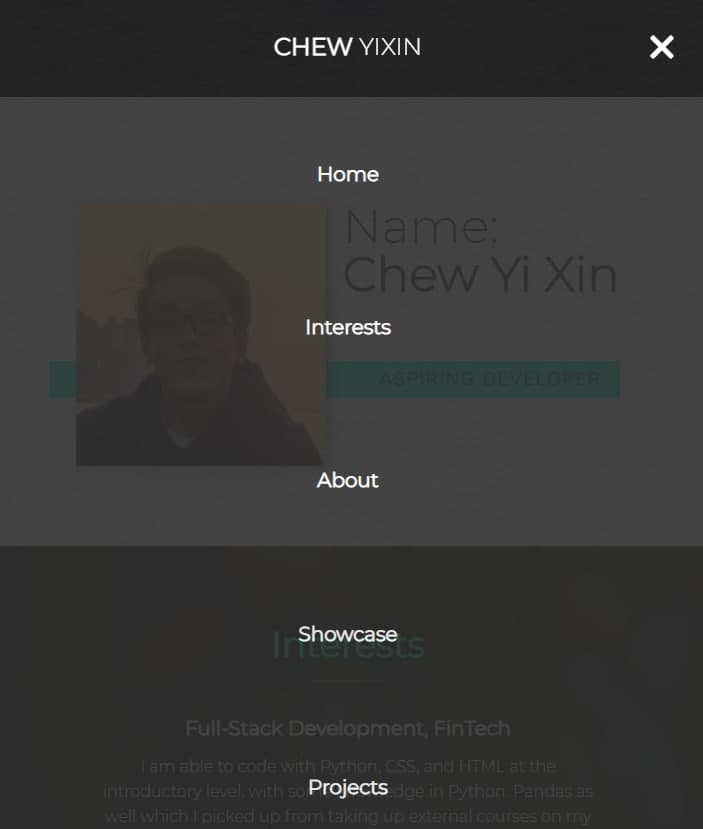 CHEW YIXIN
Home
Name:
Chew Yi Xin
Interests
ASPIRING DEVELOPER
About
Showcase
Interests
Full-Stack Development, FinTech
I am able to code with Python, CSS, and HTML at the
Projects
introductory level, with edge in Python. Pandas as
well which I picked up from taking up external courses on my